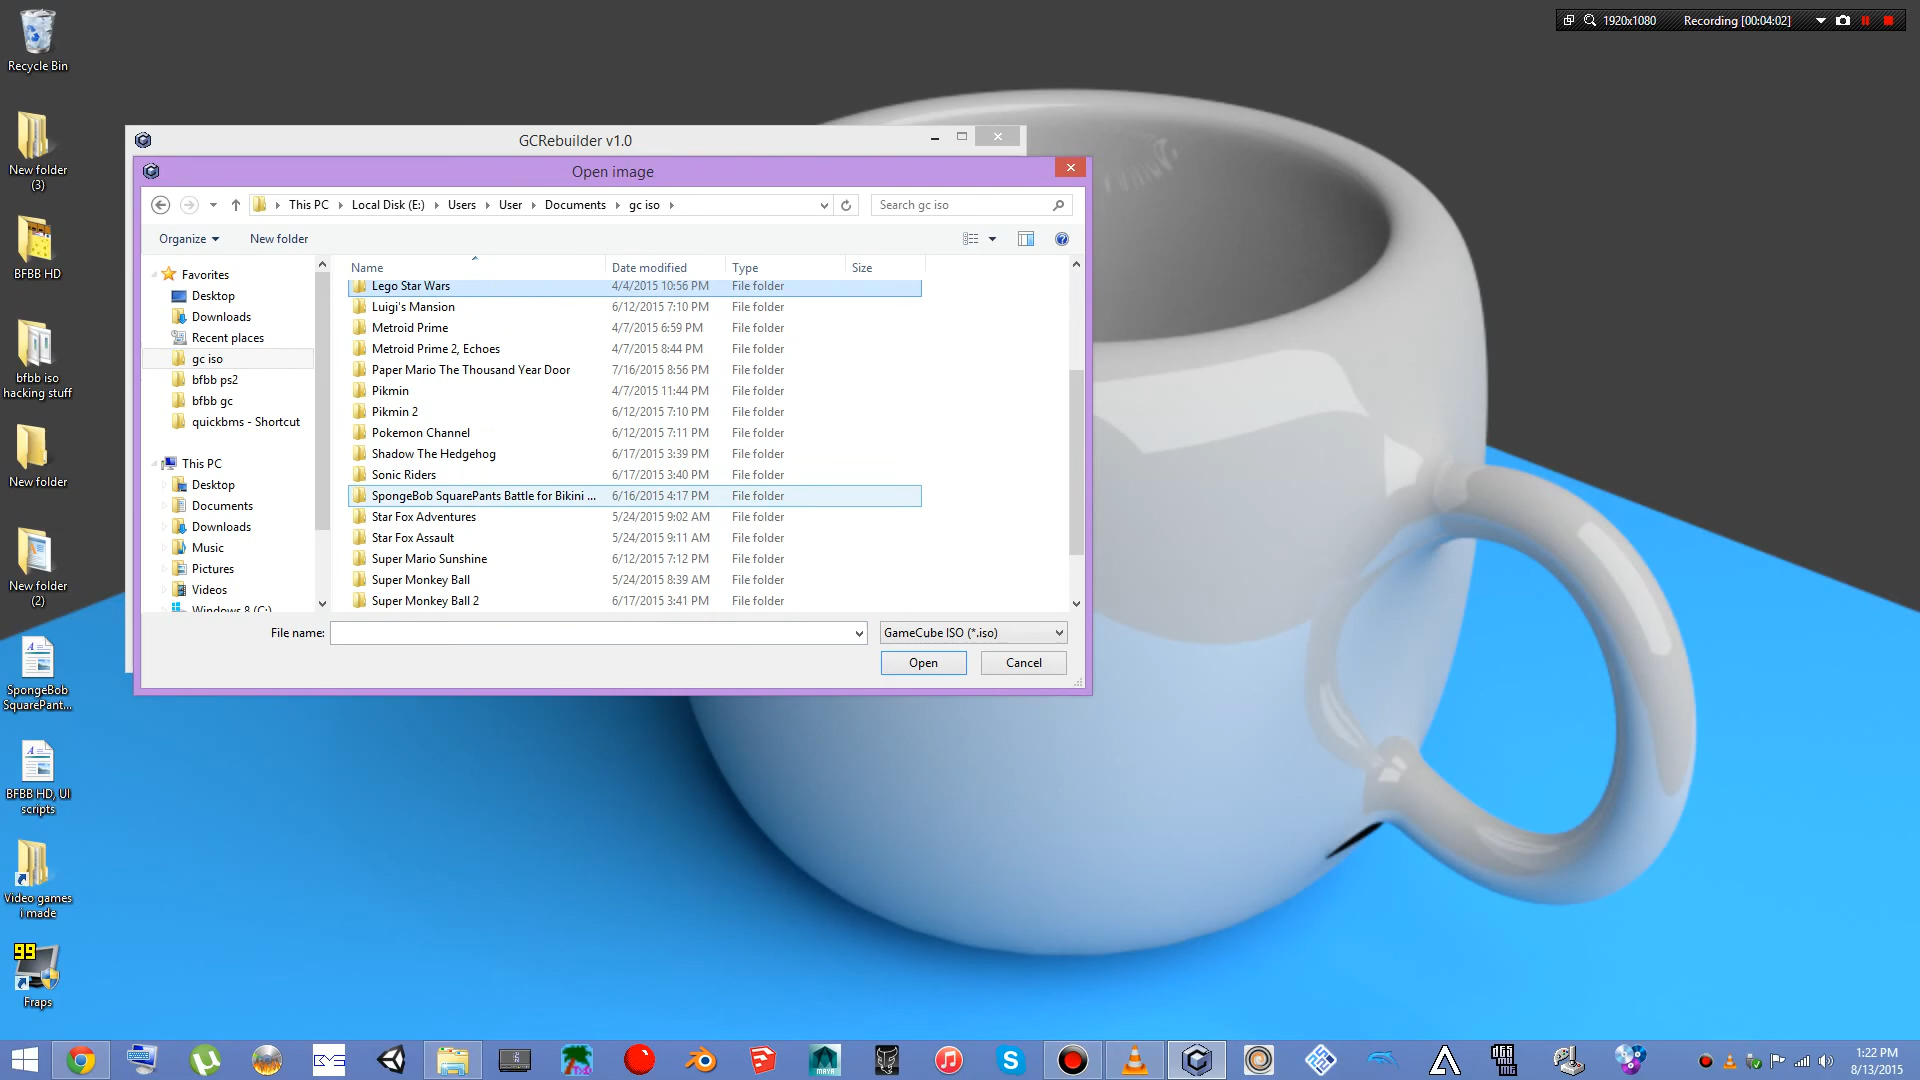 1920x1080
Recording [00:04:02]
Recycle Bin
New folder
(3)
BFBB HD
bfbb iso
hacking stuff
New folder
New folder
(2)
SpongeBob
SquarePant...
BFBB HD, UI
scripts
Video games
i made
99
Fraps
GCRebuilder v1.0
Open image
This PC
Local Disk (E:)
Users
User
Documents
gc iso
Search gc iso
Organize
New folder
Favorites
Desktop
Downloads
Recent places
gc iso
bfbb ps2
bfbb gc
quickbms - Shortcut
This PC
Desktop
Documents
Downloads
Music
Pictures
Videos
Windows 8 (C:)
Name Date modified Type Size
Lego Star Wars 4/4/2015 10:56 PM File folder
Luigi's Mansion 6/12/2015 7:10 PM File folder
Metroid Prime 4/7/2015 6:59 PM File folder
Metroid Prime 2, Echoes 4/7/2015 8:44 PM File folder
Paper Mario The Thousand Year Door 7/16/2015 8:56 PM File folder
Pikmin 4/7/2015 11:44 PM File folder
Pikmin 2 6/12/2015 7:10 PM File folder
Pokemon Channel 6/12/2015 7:11 PM File folder
Shadow The Hedgehog 6/17/2015 3:39 PM File folder
Sonic Riders 6/17/2015 3:40 PM File folder
SpongeBob SquarePants Battle for Bikini ... 6/16/2015 4:17 PM File folder
Star Fox Adventures 5/24/2015 9:02 AM File folder
Star Fox Assault 5/24/2015 9:11 AM File folder
Super Mario Sunshine 6/12/2015 7:12 PM File folder
Super Monkey Ball 5/24/2015 8:39 AM File folder
Super Monkey Ball 2 6/17/2015 3:41 PM File folder
File name:
GameCube ISO (*.iso)
Open
Cancel
MAYA
1:22 PM
8/13/2015